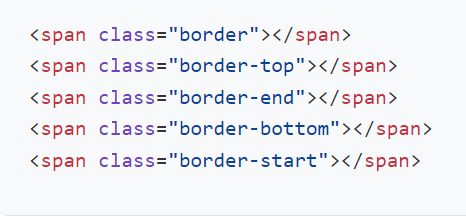 <span class="border"></span>
<span class="border-top"></span>
<span class="border-end"></span>
<span class="border-bottom"></span>
<span class="border-start"></span>